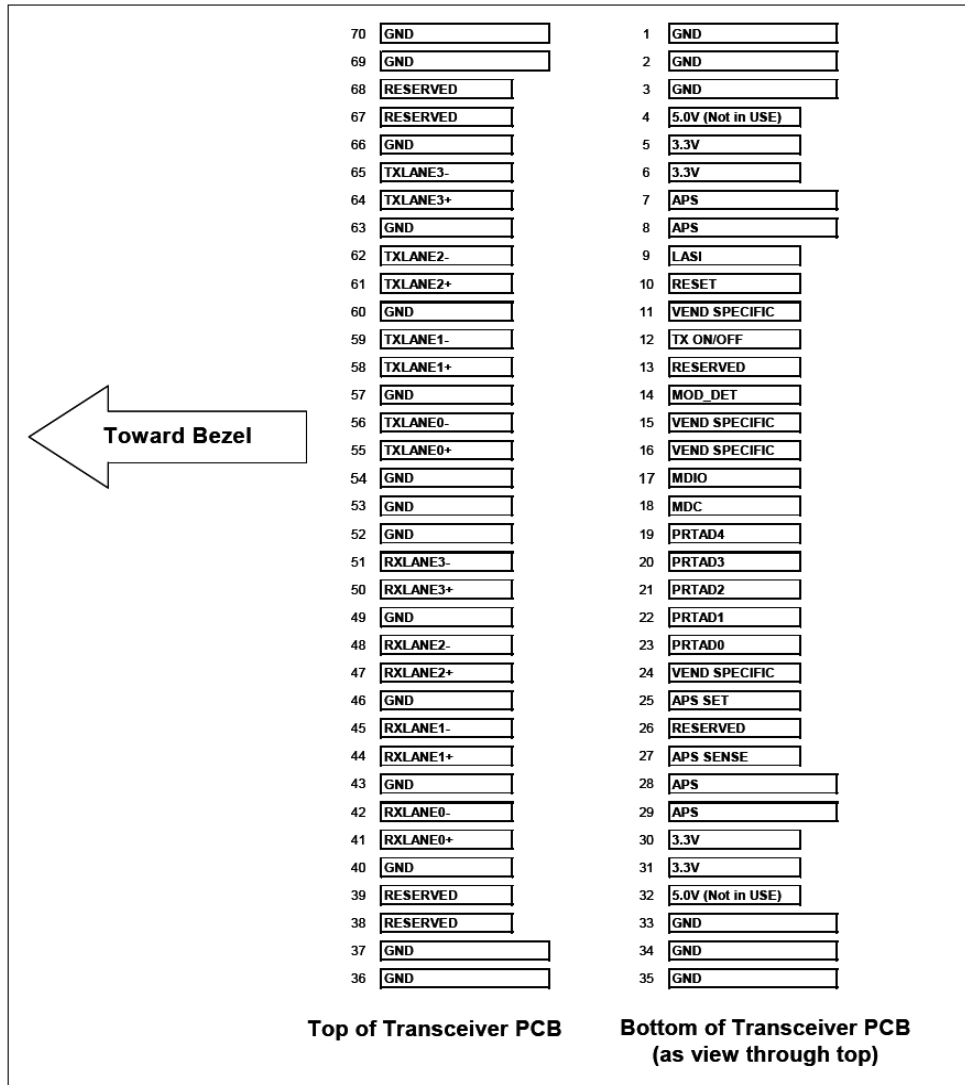 70 GND 1 GND
69 GND 2 GND
68 RESERVED 3 GND
67 RESERVED 4 5.0V (Not in USE)
66 GND 5 3.3V
65 TXLANE3- 6 3.3V
64 TXLANE3+ 7 APS
63 GND 8 APS
62 TXLANE2- 9 LASI
61 TXLANE2+ 10 RESET
60 GND 11 VEND SPECIFIC
59 TXLANE1- 12 TX ON/OFF
58 TXLANE1+ 13 RESERVED
57 GND 14 MOD_DET
Toward Bezel
56 TXLANE0- 15 VEND SPECIFIC
55 TXLANE0+ 16 VEND SPECIFIC
54 GND 17 MDIO
53 GND 18 MDC
52 GND 19 PRTAD4
51 RXLANE3- 20 PRTAD3
50 RXLANE3+ 21 PRTAD2
49 GND 22 PRTAD1
48 RXLANE2- 23 PRTAD0
47 RXLANE2+ 24 VEND SPECIFIC
46 GND 25 APS SET
45 RXLANE1- 26 RESERVED
44 RXLANE1+ 27 APS SENSE
43 GND 28 APS
42 RXLANE0- 29 APS
41 RXLANE0+ 30 3.3V
40 GND 31 3.3V
39 RESERVED 32 5.0V (Not in USE)
38 RESERVED 33 GND
37 GND 34 GND
36 GND 35 GND
Top of Transceiver PCB Bottom of Transceiver PCB
(as view through top)